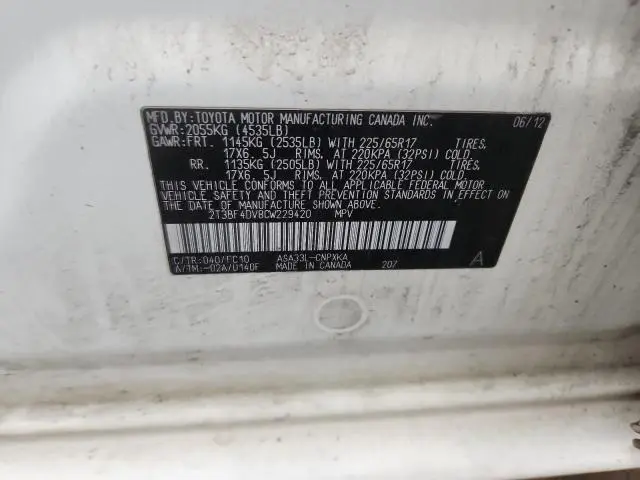 MFD.BY:TOYOTA MOTOR MANUFACTURING CANADA INC. 06/12
GVWR:2055KG (4535LB)
GAWR:FRT. 1145KG (2535LB) WITH 225/65R17 TIRES,
17X6.5J RIMS, AT 220KPA (32PSI) COLD.
RR. 1135KG (2505LB) WITH 225/65R17 TIRES,
17X6.5J RIMS, AT 220KPA (32PSI) COLD.
THIS VEHICLE CONFORMS TO ALL APPLICABLE FEDERAL MOTOR
VEHICLE SAFETY AND THEFT PREVENTION STANDARDS IN EFFECT ON THE
DATE OF MANUFACTURE SHOWN ABOVE.
2T3BF4DV8CW229420 MPV
C/TR:040/FC10 ASA33L-CNPXKA A
A/TM:-02A/U140F MADE IN CANADA 207